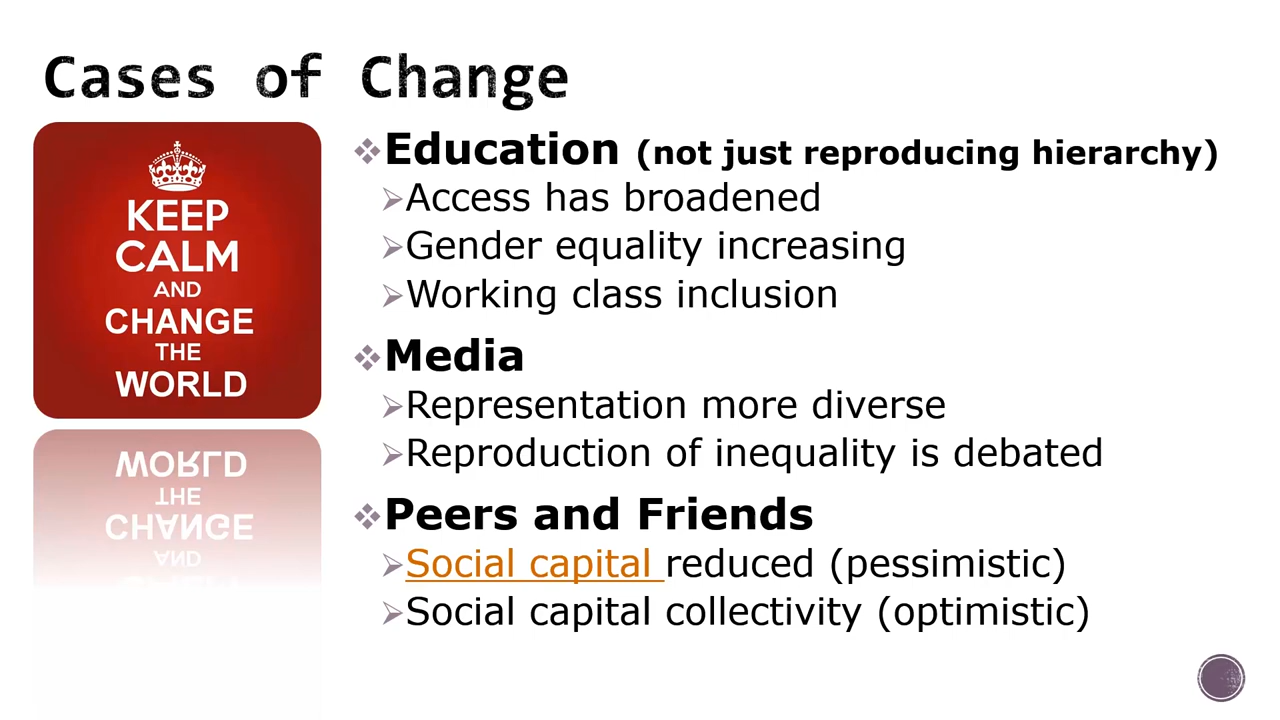 Cases of Change
KEEP
CALM
AND
CHANGE
THE
WORLD
Education (not just reproducing hierarchy)
Access has broadened
Gender equality increasing
Working class inclusion
Media
Representation more diverse
Reproduction of inequality is debated
Peers and Friends
Social capital reduced (pessimistic)
Social capital collectivity (optimistic)